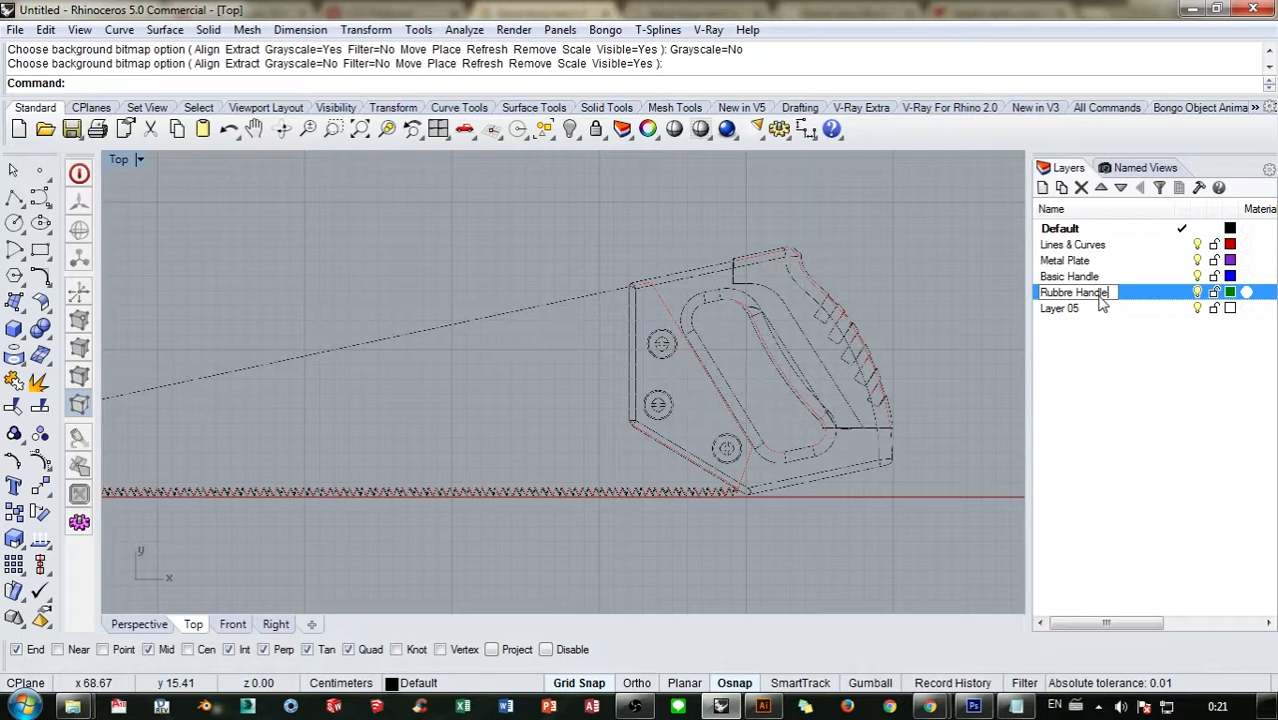 Untitled - Rhinoceros 5.0 Commercial - [Top]
File Edit View Curve Surface Solid Mesh Dimension Transform Tools Analyze Render Panels Bongo T-Splines V-Ray Help
Choose background bitmap option ( Align Extract Grayscale=Yes Filter=No Move Place Refresh Remove Scale Visible=Yes ): Grayscale=No
Choose background bitmap option ( Align Extract Grayscale=No Filter=No Move Place Refresh Remove Scale Visible=Yes ):
Command:
Standard CPlanes Set View Select Viewport Layout Visibility Transform Curve Tools Surface Tools Solid Tools Mesh Tools New in V5 Drafting V-Ray Extra V-Ray For Rhino 2.0 New in V3 All Commands Bongo Object Anima »
Top
Layers Named Views
Name Material
Default
Lines & Curves
Metal Plate
Basic Handle
Rubbre Handle
Layer 05
y
x
Perspective Top Front Right
End Near Point Mid Cen Int Perp Tan Quad Knot Vertex Project Disable
CPlane x 68.67 y 15.41 z 0.00 Centimeters Default Grid Snap Ortho Planar Osnap SmartTrack Gumball Record History Filter Absolute tolerance: 0.01
EN 0:21